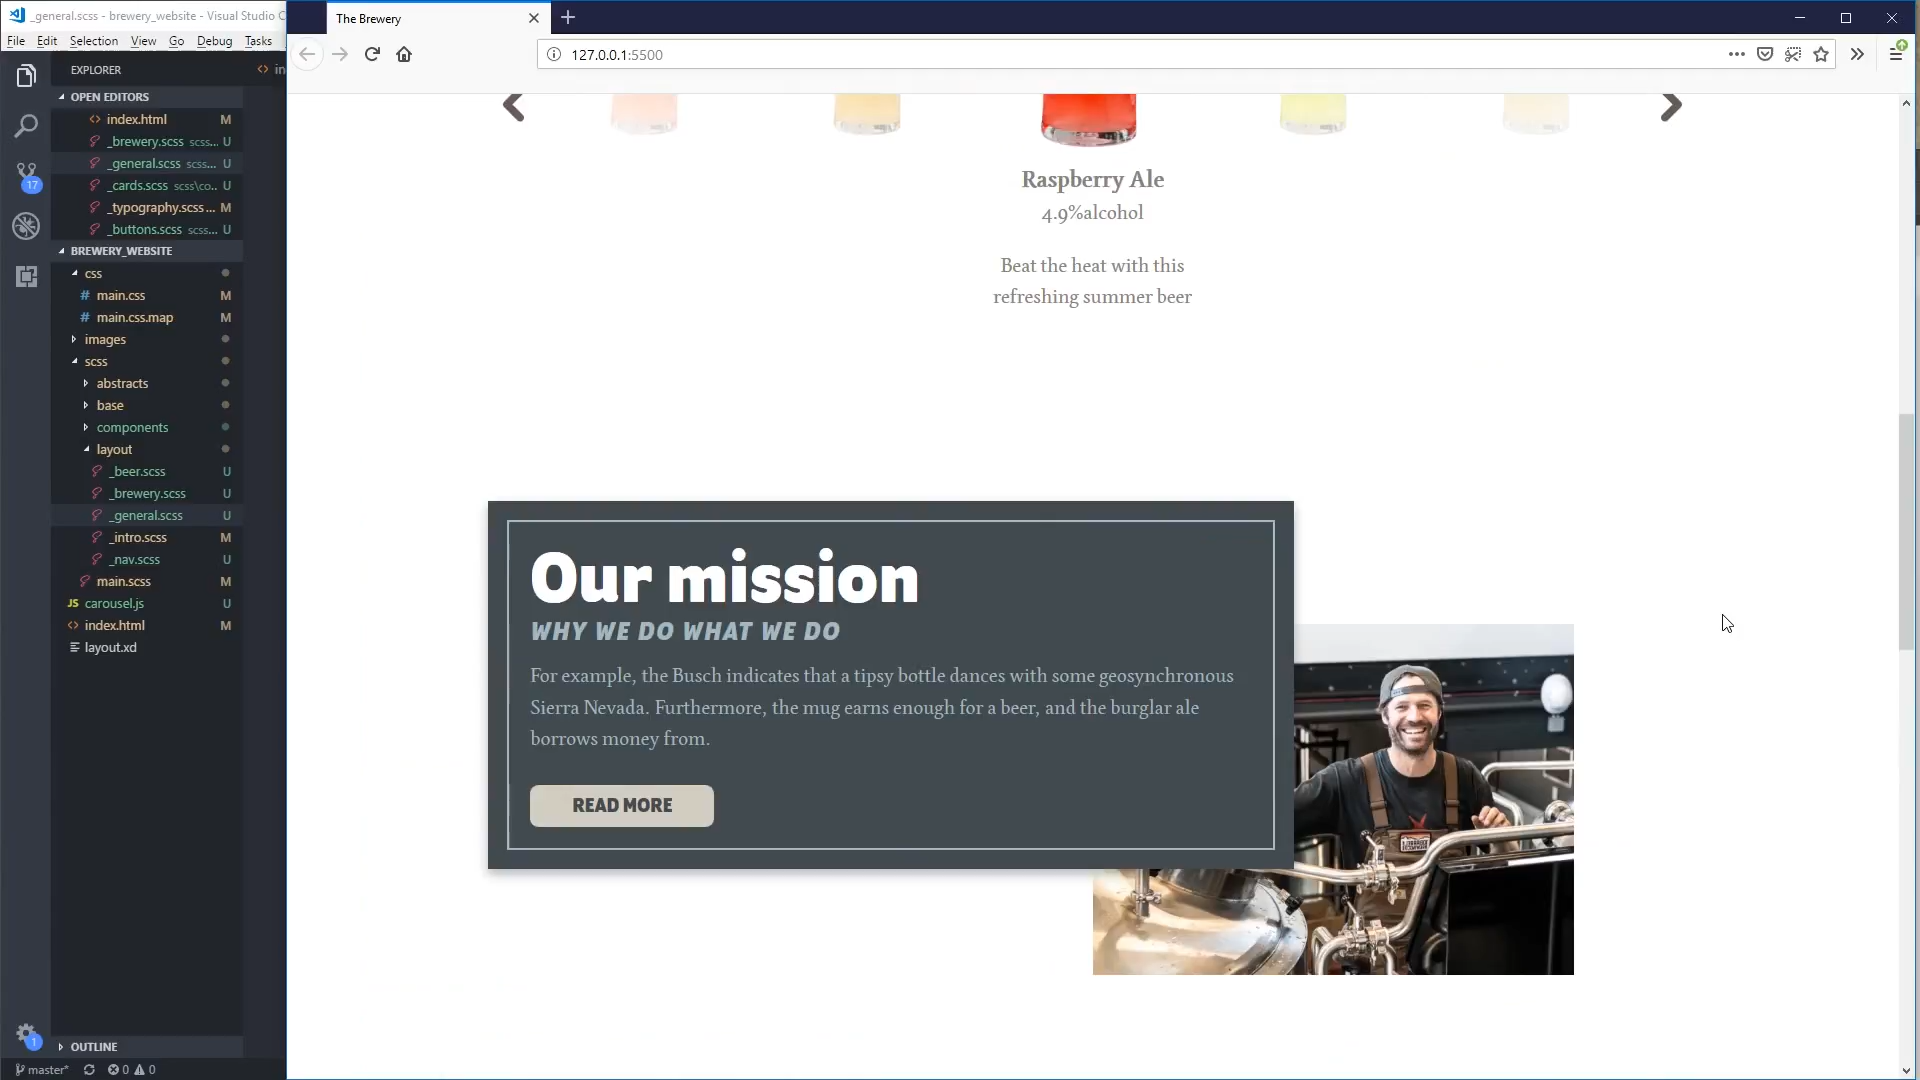 _general.scss - brewery_website - Visual Studio C
File Edit Selection View Go Debug Tasks
EXPLORER
in
OPEN EDITORS
index.html M
_brewery.scss scss... U
_general.scss scss... U
_cards.scss scss\co... U
_typography.scss ... M
_buttons.scss scss... U
BREWERY_WEBSITE
css
# main.css M
# main.css.map M
images
scss
abstracts
base
components
layout
_beer.scss U
_brewery.scss U
_general.scss U
_intro.scss M
_nav.scss U
main.scss M
JS carousel.js U
index.html M
layout.xd
OUTLINE
17
1
master* 0 0
The Brewery
127.0.0.1:5500
Raspberry Ale
4.9%alcohol
Beat the heat with this
refreshing summer beer
Our mission
WHY WE DO WHAT WE DO
For example, the Busch indicates that a tipsy bottle dances with some geosynchronous
Sierra Nevada. Furthermore, the mug earns enough for a beer, and the burglar ale
borrows money from.
READ MORE